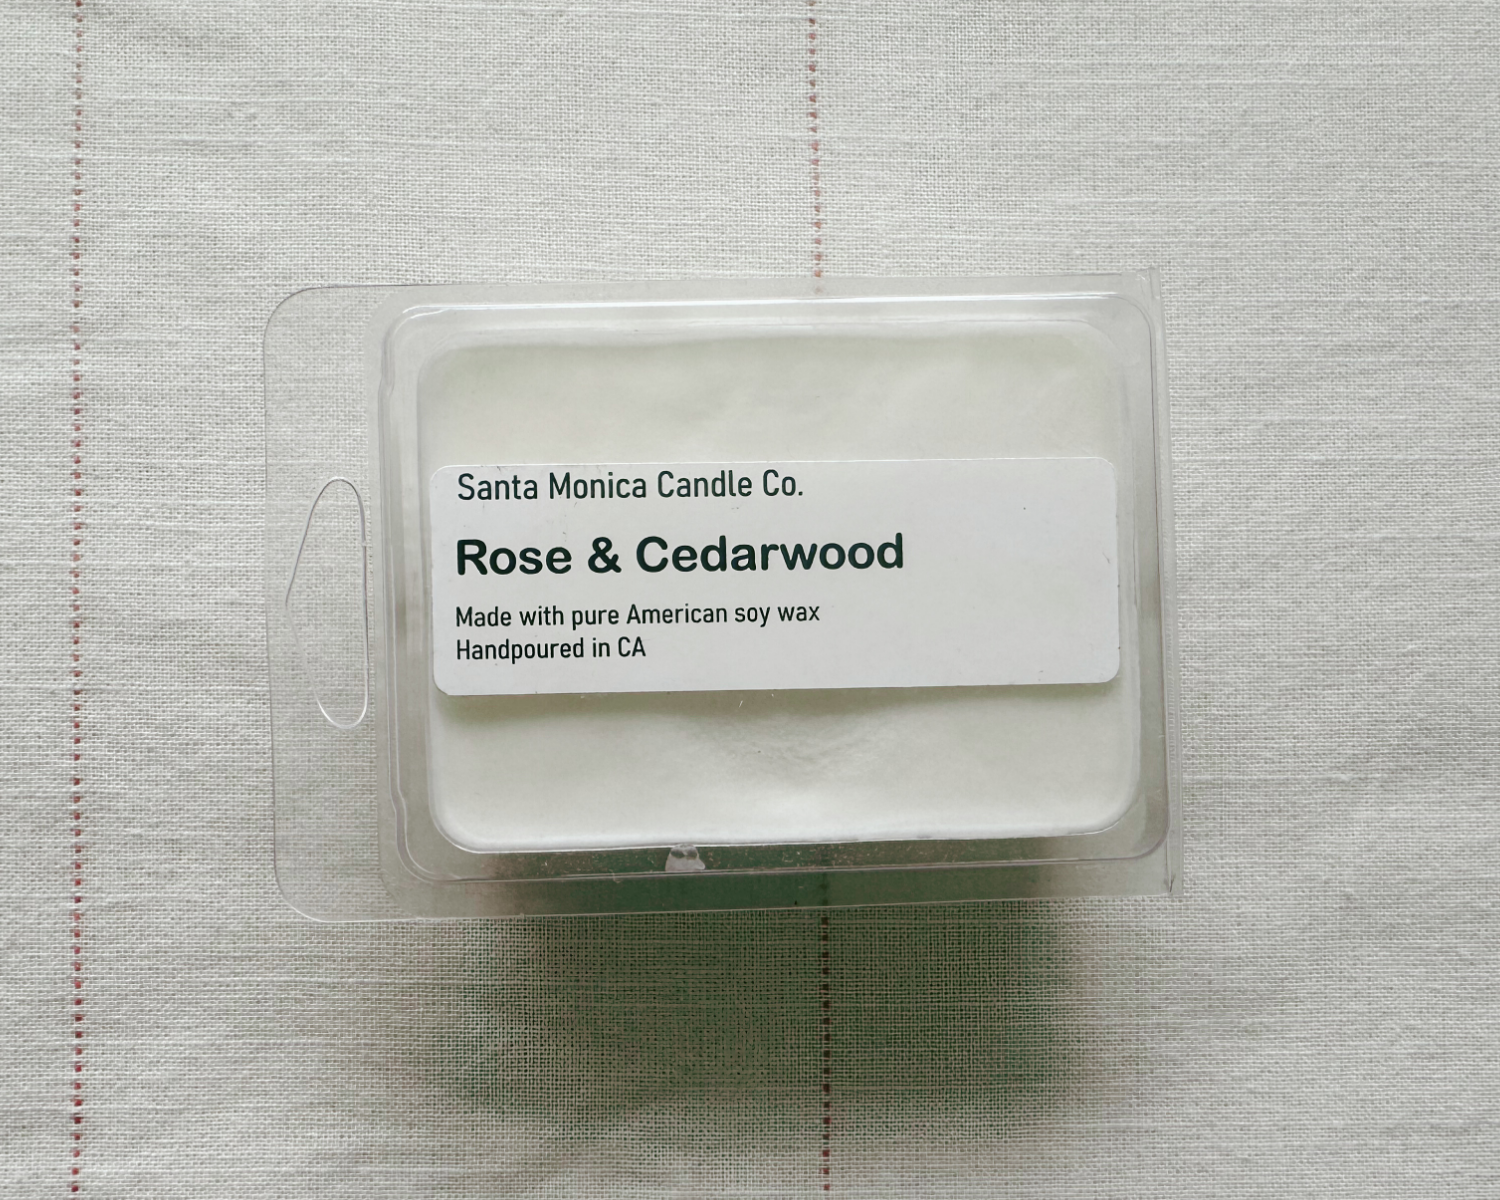 Santa Monica Candle Co.
Rose & Cedarwood
Made with pure American soy wax
Handpoured in CA